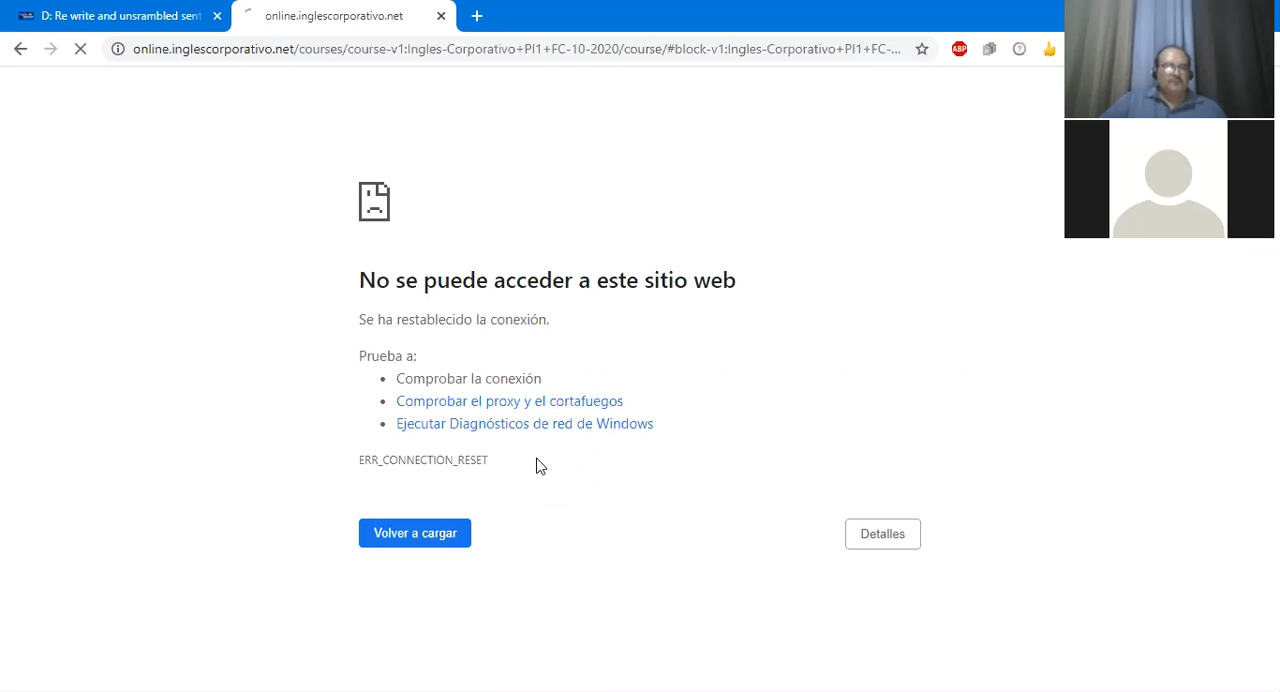 D: Re write and unsrambled sent
online.inglescorporativo.net
online.inglescorporativo.net/courses/course-v1:Ingles-Corporativo+PI1+FC-10-2020/course/#block-v1:Ingles-Corporativo+PI1+FC-...
ABP
No se puede acceder a este sitio web
Se ha restablecido la conexión.
Prueba a:
• Comprobar la conexión
• Comprobar el proxy y el cortafuegos
• Ejecutar Diagnósticos de red de Windows
ERR_CONNECTION_RESET
Volver a cargar
Detalles